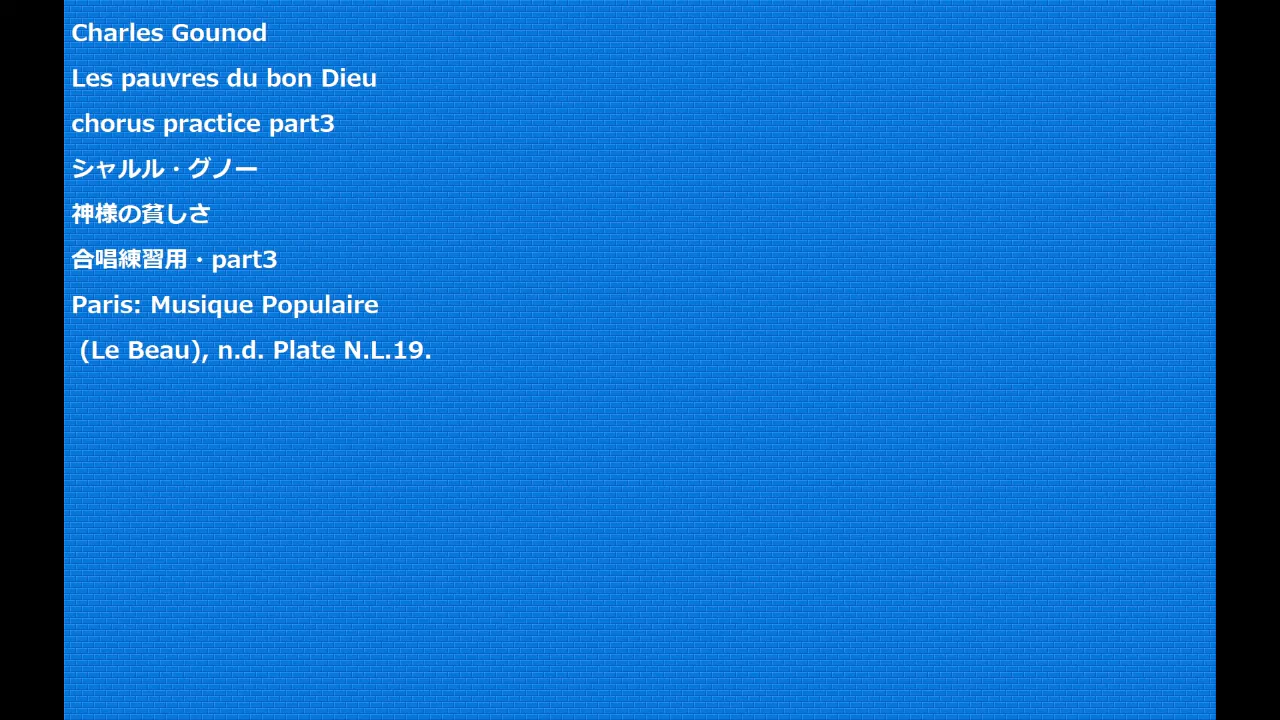 Charles Gounod
Les pauvres du bon Dieu
chorus practice part3
シャルル・グノー
神様の貧しさ
合唱練習用・part3
Paris: Musique Populaire
(Le Beau), n.d. Plate N.L.19.